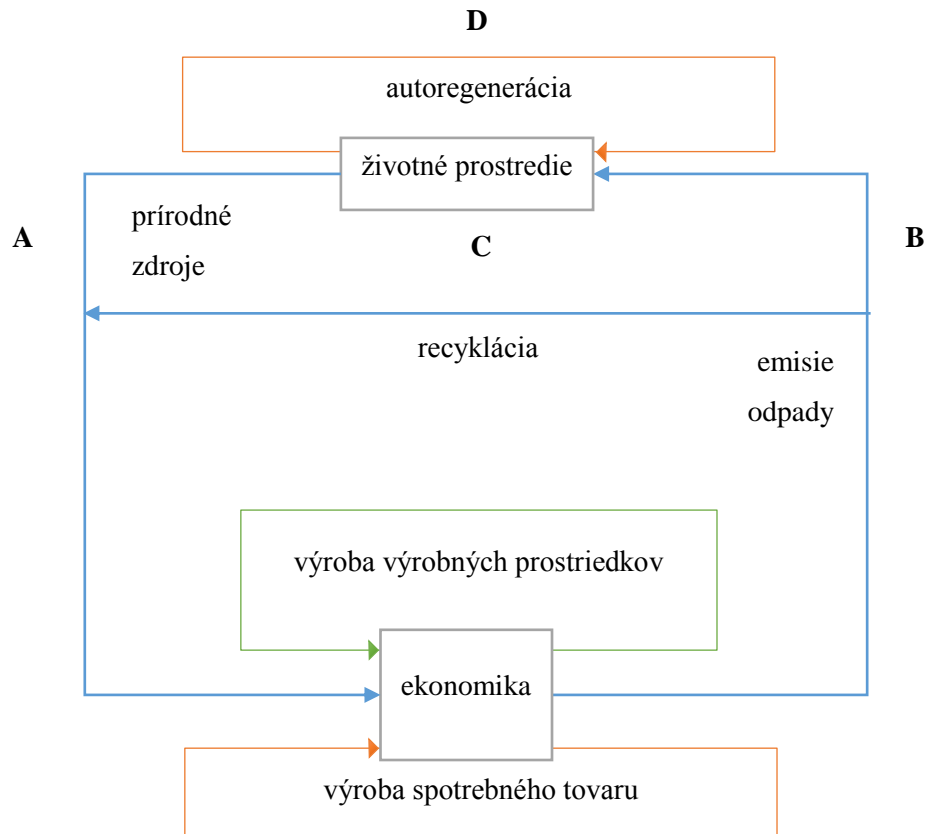 D
autoregenerácia
životné prostredie
prírodné
zdroje
A
C
B
recyklácia
emisie
odpady
výroba výrobných prostriedkov
ekonomika
výroba spotrebného tovaru